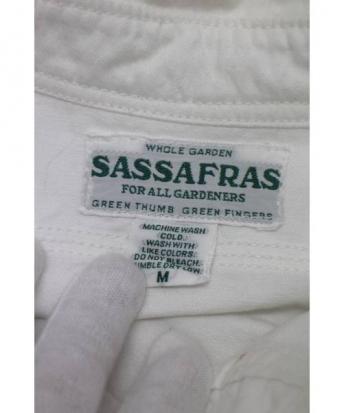 WHOLE GARDEN
SASSAFRAS
FOR ALL GARDENERS
GREEN THUMB GREEN FINGERS
MACHINE WASH
COLD.
WASH WITH
LIKE COLORS.
DO NOT BLEACH.
TUMBLE DRY LOW.
M